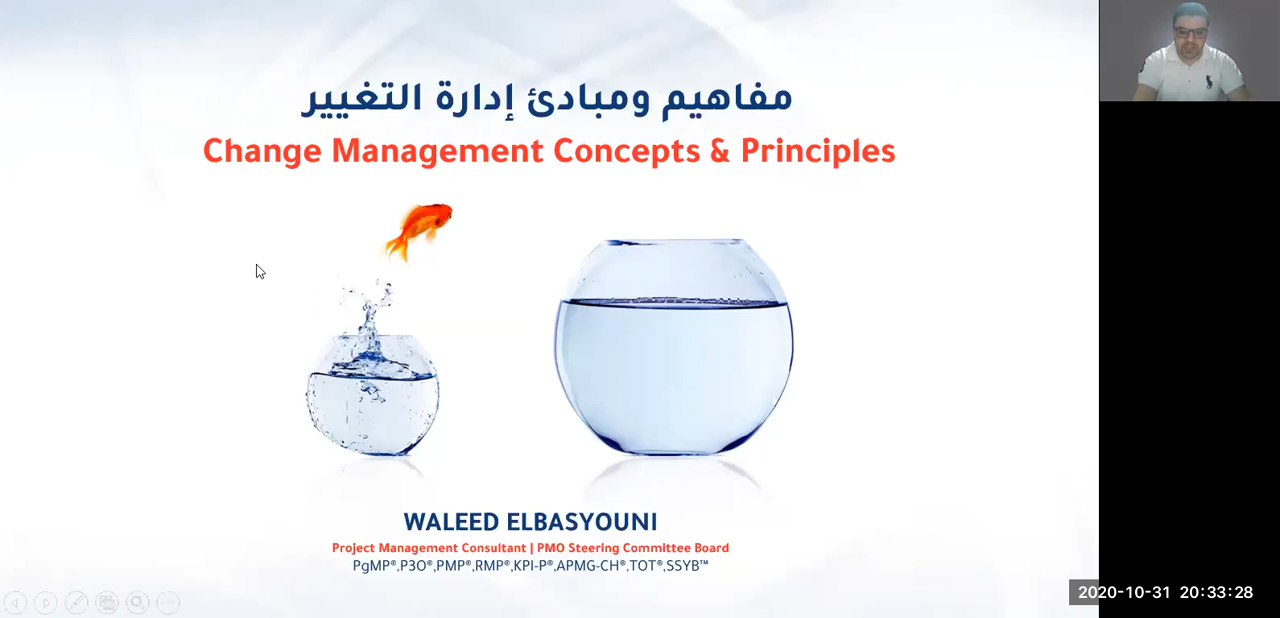 مفاهيم ومبادئ إدارة التغيير
Change Management Concepts & Principles
WALEED ELBASYOUNI
Project Management Consultant | PMO Steering Committee Board
PgMP®,P3O®,PMP®,RMP®,KPI-P®,APMG-CH®,TOT®,SSYB™
2020-10-31 20:33:28